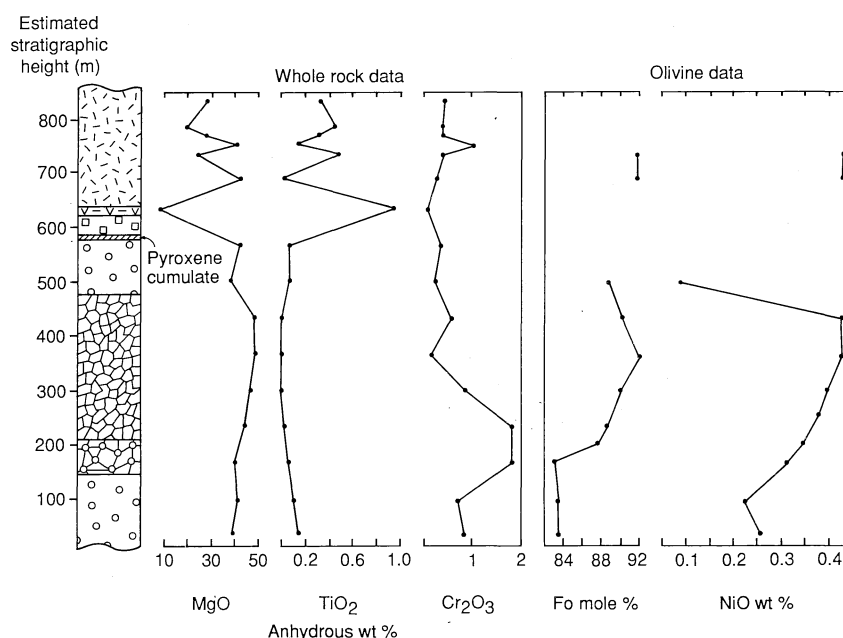 Estimated
stratigraphic
height (m)
Whole rock data
Olivine data
800
700
600
500
400
300
200
100
Pyroxene
cumulate
10 30 50
0.2 0.6 1.0
1 2
84 88 92
0.1 0.2 0.3 0.4
MgO
TiO2
Cr2O3
Fo mole %
NiO wt %
Anhydrous wt %